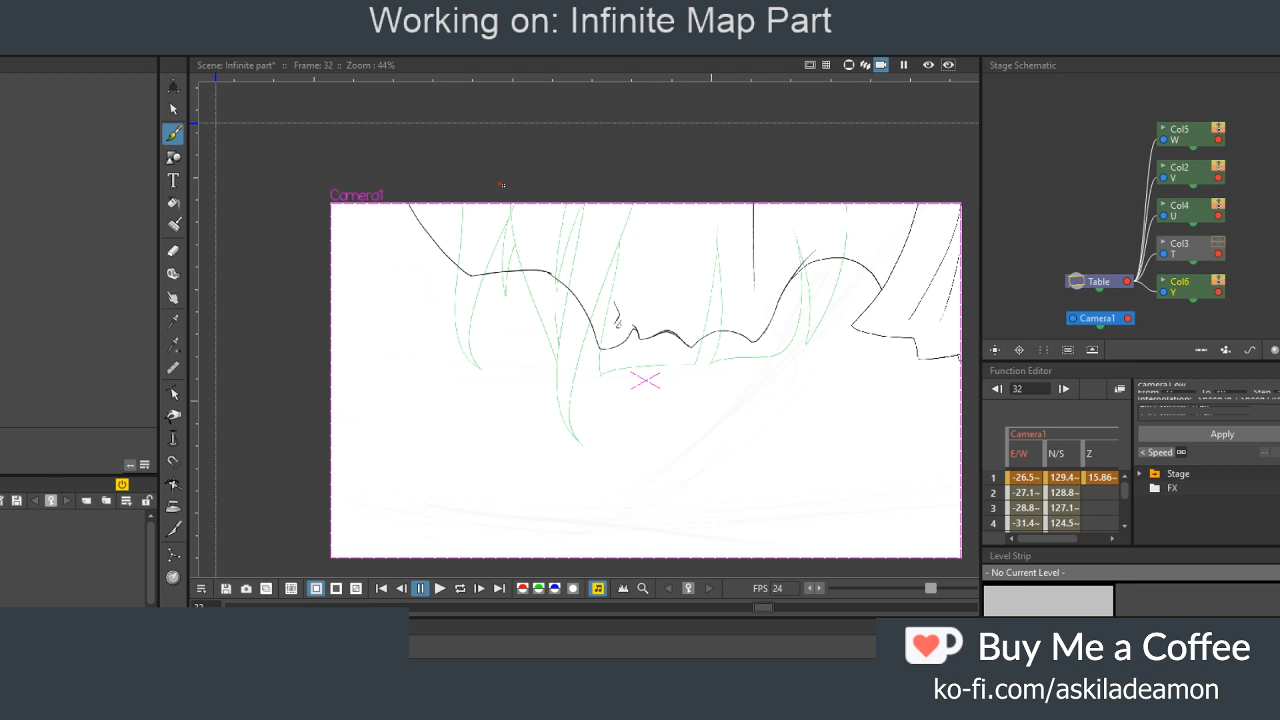 Working on: Infinite Map Part
Scene: Infinite part* :: Frame: 32 :: Zoom : 44%
Stage Schematic
Camera1
Col5
W
Col2
V
Col4
U
Col3
T
Table
Col6
Y
Camera1
Function Editor
32
Apply
Camera1
< Speed
E/W N/S Z
Stage
1 -26.5~ 129.4~ 15.86~
FX
2 -27.1~ 128.8~
3 -28.8~ 127.1~
4 -31.4~ 124.5~
Level Strip
- No Current Level -
FPS 24
Buy Me a Coffee
ko-fi.com/askiladeamon